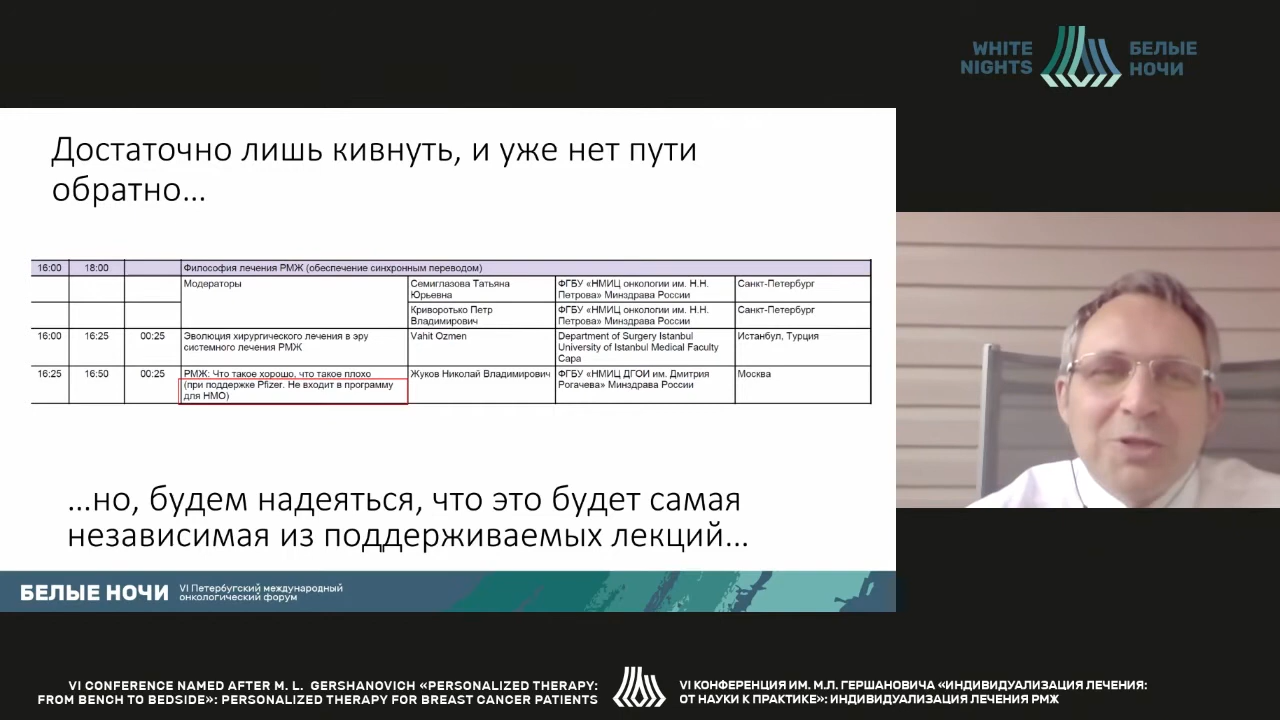 WHITE
NIGHTS
БЕЛЫЕ
НОЧИ
Достаточно лишь кивнуть, и уже нет пути
обратно...
16:00 18:00 Философия лечения РМЖ (обеспечение синхронным переводом)
Модераторы
Семиглазова Татьяна
Юрьевна
ФГБУ «НМИЦ онкологии им. Н.Н.
Петрова» Минздрава России
Санкт-Петербург
Криворотько Петр
Владимирович
ФГБУ «НМИЦ онкологии им. Н.Н.
Петрова» Минздрава России
Санкт-Петербург
16:00 16:25 00:25
Эволюция хирургического лечения в эру
системного лечения РМЖ
Vahit Ozmen
Department of Surgery Istanbul
University of Istanbul Medical Faculty
Capa
Истанбул, Турция
16:25 16:50 00:25
РМЖ: Что такое хорошо, что такое плохо
(при поддержке Pfizer. Не входит в программу
для НМО)
Жуков Николай Владимирович
ФГБУ «НМИЦ ДГОИ им. Дмитрия
Рогачева» Минздрава России
Москва
...но, будем надеяться, что это будет самая
независимая из поддерживаемых лекций...
БЕЛЫЕ НОЧИ
VI Петербугский международный
онкологический форум
VI CONFERENCE NAMED AFTER M. L. GERSHANOVICH «PERSONALIZED THERAPY:
FROM BENCH TO BEDSIDE»: PERSONALIZED THERAPY FOR BREAST CANCER PATIENTS
VI КОНФЕРЕНЦИЯ ИМ. М.Л. ГЕРШАНОВИЧА «ИНДИВИДУАЛИЗАЦИЯ ЛЕЧЕНИЯ:
ОТ НАУКИ К ПРАКТИКЕ»: ИНДИВИДУАЛИЗАЦИЯ ЛЕЧЕНИЯ РМЖ